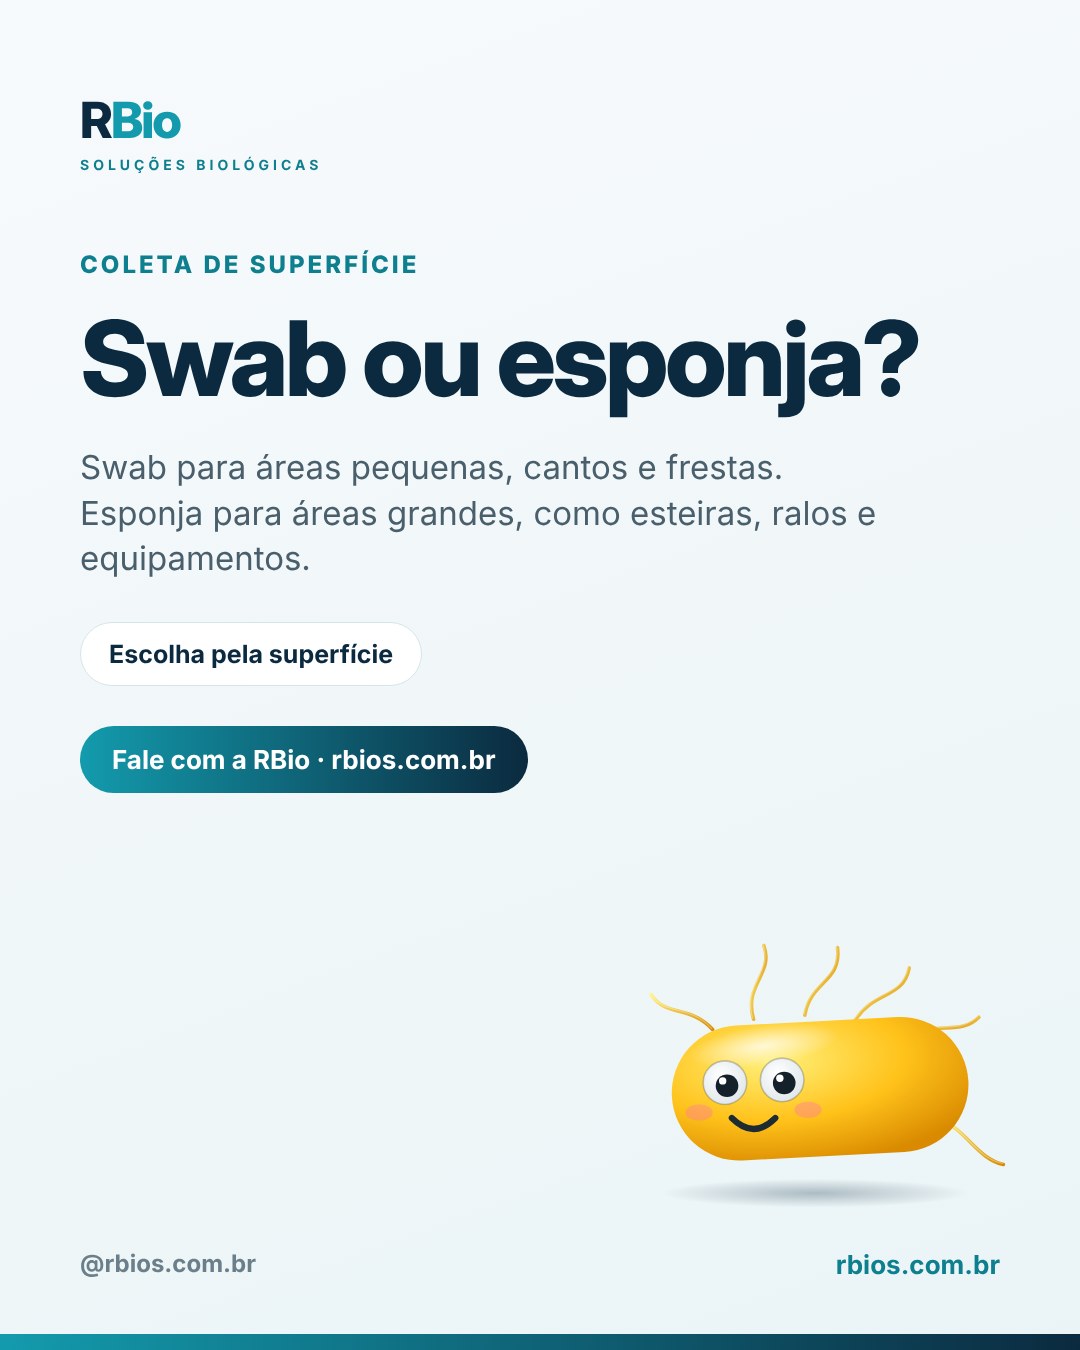 RBio
SOLUÇÕES BIOLÓGICAS
COLETA DE SUPERFÍCIE
Swab ou esponja?
Swab para áreas pequenas, cantos e frestas.
Esponja para áreas grandes, como esteiras, ralos e
equipamentos.
Escolha pela superfície
Fale com a RBio · rbios.com.br
@rbios.com.br
rbios.com.br